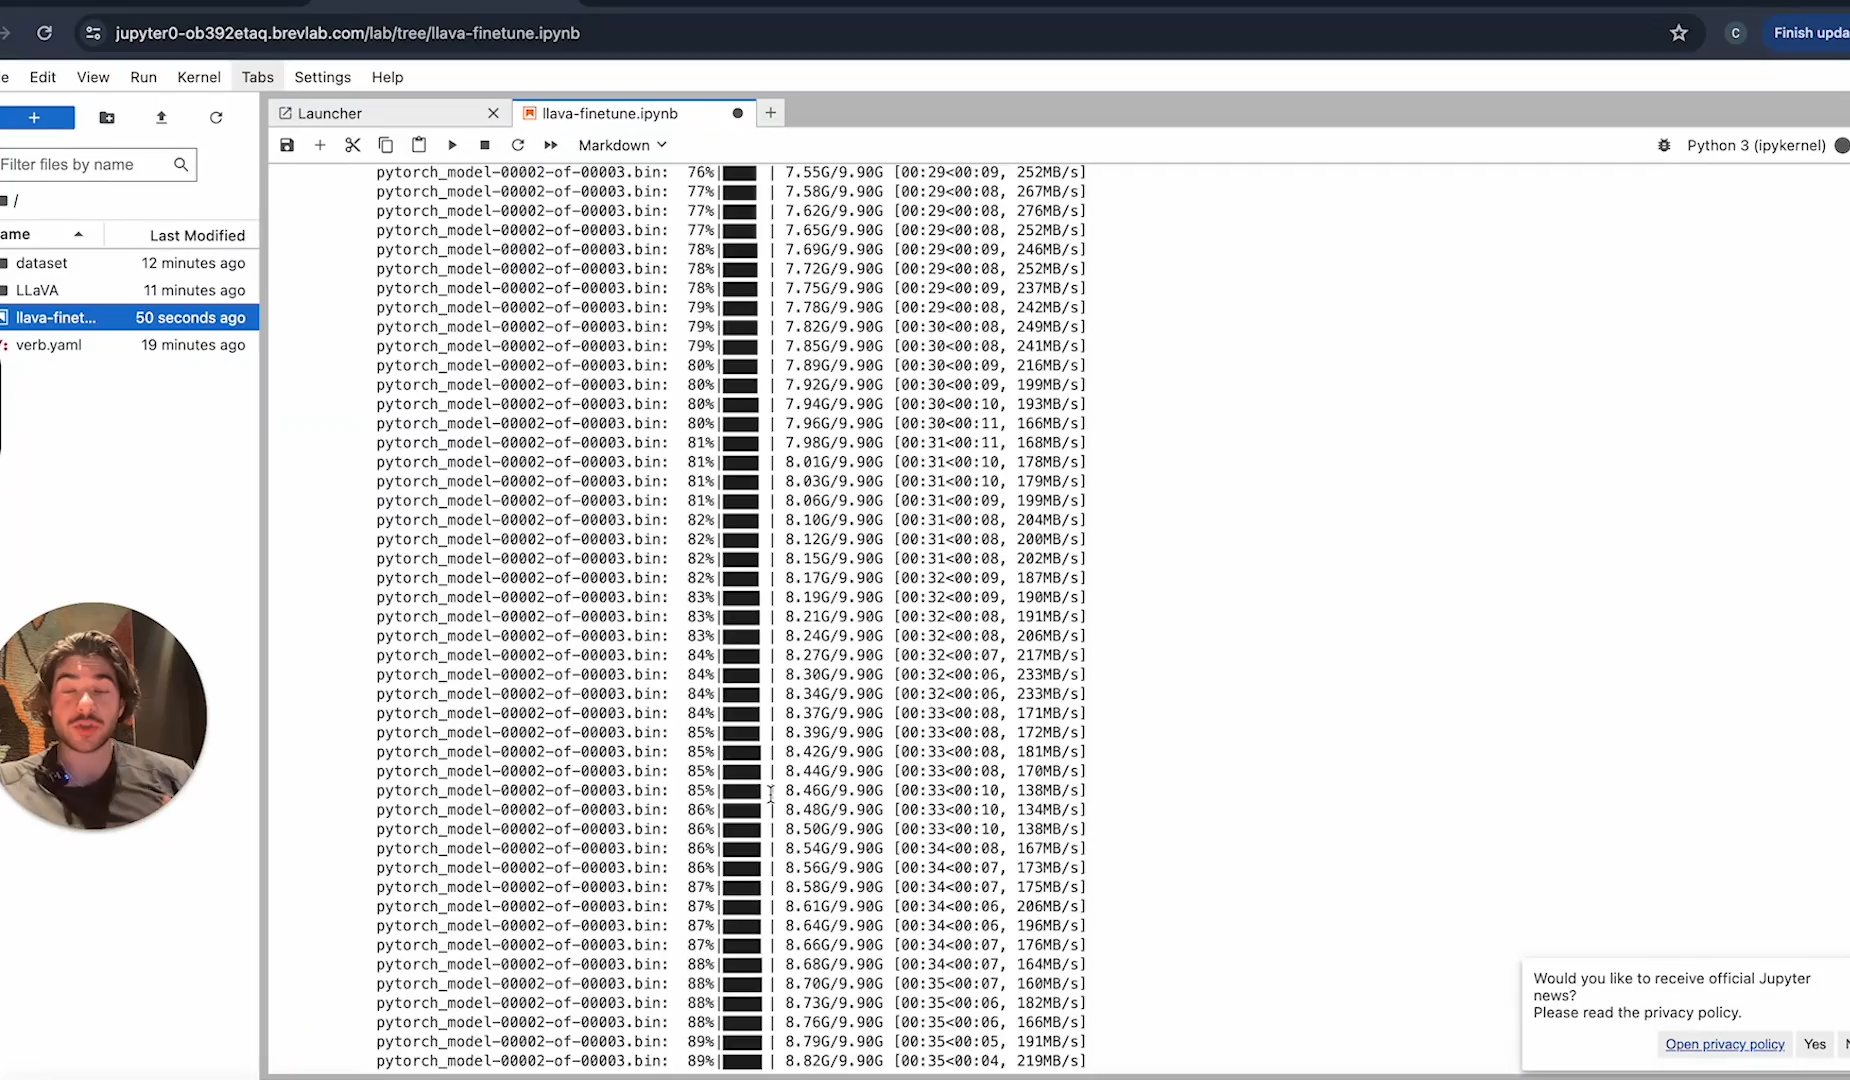 jupyter0-ob392etaq.brevlab.com/lab/tree/llava-finetune.ipynb
C
Finish upda
e Edit View Run Kernel Tabs Settings Help
+
Launcher
llava-finetune.ipynb
+
Markdown
Python 3 (ipykernel)
Filter files by name
/
ame Last Modified
dataset 12 minutes ago
LLaVA 11 minutes ago
llava-finet... 50 seconds ago
verb.yaml 19 minutes ago
pytorch_model-00002-of-00003.bin: 76%| | 7.55G/9.90G [00:29<00:09, 252MB/s]
pytorch_model-00002-of-00003.bin: 77%| | 7.58G/9.90G [00:29<00:08, 267MB/s]
pytorch_model-00002-of-00003.bin: 77%| | 7.62G/9.90G [00:29<00:08, 276MB/s]
pytorch_model-00002-of-00003.bin: 77%| | 7.65G/9.90G [00:29<00:08, 252MB/s]
pytorch_model-00002-of-00003.bin: 78%| | 7.69G/9.90G [00:29<00:09, 246MB/s]
pytorch_model-00002-of-00003.bin: 78%| | 7.72G/9.90G [00:29<00:08, 252MB/s]
pytorch_model-00002-of-00003.bin: 78%| | 7.75G/9.90G [00:29<00:09, 237MB/s]
pytorch_model-00002-of-00003.bin: 79%| | 7.78G/9.90G [00:29<00:08, 242MB/s]
pytorch_model-00002-of-00003.bin: 79%| | 7.82G/9.90G [00:30<00:08, 249MB/s]
pytorch_model-00002-of-00003.bin: 79%| | 7.85G/9.90G [00:30<00:08, 241MB/s]
pytorch_model-00002-of-00003.bin: 80%| | 7.89G/9.90G [00:30<00:09, 216MB/s]
pytorch_model-00002-of-00003.bin: 80%| | 7.92G/9.90G [00:30<00:09, 199MB/s]
pytorch_model-00002-of-00003.bin: 80%| | 7.94G/9.90G [00:30<00:10, 193MB/s]
pytorch_model-00002-of-00003.bin: 80%| | 7.96G/9.90G [00:30<00:11, 166MB/s]
pytorch_model-00002-of-00003.bin: 81%| | 7.98G/9.90G [00:31<00:11, 168MB/s]
pytorch_model-00002-of-00003.bin: 81%| | 8.01G/9.90G [00:31<00:10, 178MB/s]
pytorch_model-00002-of-00003.bin: 81%| | 8.03G/9.90G [00:31<00:10, 179MB/s]
pytorch_model-00002-of-00003.bin: 81%| | 8.06G/9.90G [00:31<00:09, 199MB/s]
pytorch_model-00002-of-00003.bin: 82%| | 8.10G/9.90G [00:31<00:08, 204MB/s]
pytorch_model-00002-of-00003.bin: 82%| | 8.12G/9.90G [00:31<00:08, 200MB/s]
pytorch_model-00002-of-00003.bin: 82%| | 8.15G/9.90G [00:31<00:08, 202MB/s]
pytorch_model-00002-of-00003.bin: 82%| | 8.17G/9.90G [00:32<00:09, 187MB/s]
pytorch_model-00002-of-00003.bin: 83%| | 8.19G/9.90G [00:32<00:09, 190MB/s]
pytorch_model-00002-of-00003.bin: 83%| | 8.21G/9.90G [00:32<00:08, 191MB/s]
pytorch_model-00002-of-00003.bin: 83%| | 8.24G/9.90G [00:32<00:08, 206MB/s]
pytorch_model-00002-of-00003.bin: 84%| | 8.27G/9.90G [00:32<00:07, 217MB/s]
pytorch_model-00002-of-00003.bin: 84%| | 8.30G/9.90G [00:32<00:06, 233MB/s]
pytorch_model-00002-of-00003.bin: 84%| | 8.34G/9.90G [00:32<00:06, 233MB/s]
pytorch_model-00002-of-00003.bin: 84%| | 8.37G/9.90G [00:33<00:08, 171MB/s]
pytorch_model-00002-of-00003.bin: 85%| | 8.39G/9.90G [00:33<00:08, 172MB/s]
pytorch_model-00002-of-00003.bin: 85%| | 8.42G/9.90G [00:33<00:08, 181MB/s]
pytorch_model-00002-of-00003.bin: 85%| | 8.44G/9.90G [00:33<00:08, 170MB/s]
pytorch_model-00002-of-00003.bin: 85%| | 8.46G/9.90G [00:33<00:10, 138MB/s]
pytorch_model-00002-of-00003.bin: 86%| | 8.48G/9.90G [00:33<00:10, 134MB/s]
pytorch_model-00002-of-00003.bin: 86%| | 8.50G/9.90G [00:33<00:10, 138MB/s]
pytorch_model-00002-of-00003.bin: 86%| | 8.54G/9.90G [00:34<00:08, 167MB/s]
pytorch_model-00002-of-00003.bin: 86%| | 8.56G/9.90G [00:34<00:07, 173MB/s]
pytorch_model-00002-of-00003.bin: 87%| | 8.58G/9.90G [00:34<00:07, 175MB/s]
pytorch_model-00002-of-00003.bin: 87%| | 8.61G/9.90G [00:34<00:06, 206MB/s]
pytorch_model-00002-of-00003.bin: 87%| | 8.64G/9.90G [00:34<00:06, 196MB/s]
pytorch_model-00002-of-00003.bin: 87%| | 8.66G/9.90G [00:34<00:07, 176MB/s]
pytorch_model-00002-of-00003.bin: 88%| | 8.68G/9.90G [00:34<00:07, 164MB/s]
pytorch_model-00002-of-00003.bin: 88%| | 8.70G/9.90G [00:35<00:07, 160MB/s]
pytorch_model-00002-of-00003.bin: 88%| | 8.73G/9.90G [00:35<00:06, 182MB/s]
pytorch_model-00002-of-00003.bin: 88%| | 8.76G/9.90G [00:35<00:06, 166MB/s]
pytorch_model-00002-of-00003.bin: 89%| | 8.79G/9.90G [00:35<00:05, 191MB/s]
pytorch_model-00002-of-00003.bin: 89%| | 8.82G/9.90G [00:35<00:04, 219MB/s]
Would you like to receive official Jupyter
news?
Please read the privacy policy.
Open privacy policy Yes